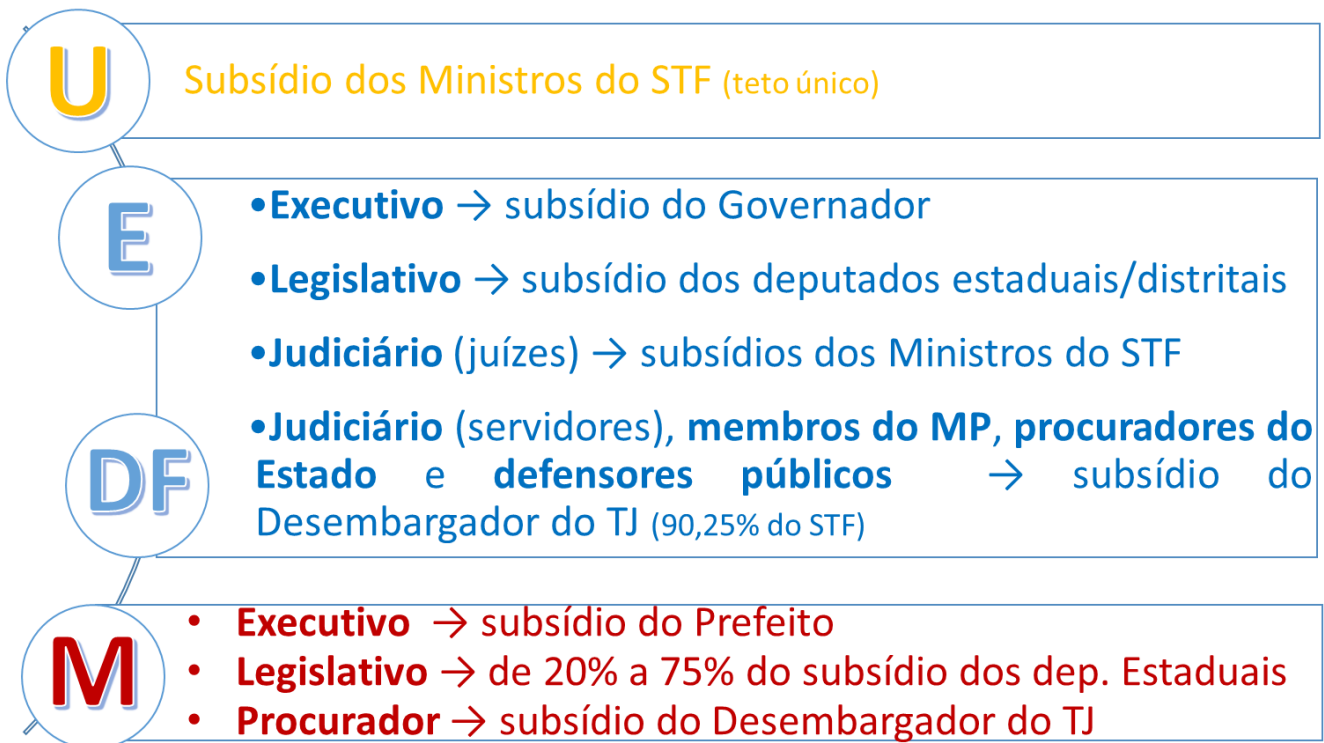 U
Subsídio dos Ministros do STF (teto único)
E
•Executivo → subsídio do Governador
•Legislativo → subsídio dos deputados estaduais/distritais
•Judiciário (juízes) → subsídios dos Ministros do STF
DF
•Judiciário (servidores), membros do MP, procuradores do
Estado e defensores públicos → subsídio do
Desembargador do TJ (90,25% do STF)
M
• Executivo → subsídio do Prefeito
• Legislativo → de 20% a 75% do subsídio dos dep. Estaduais
• Procurador → subsídio do Desembargador do TJ